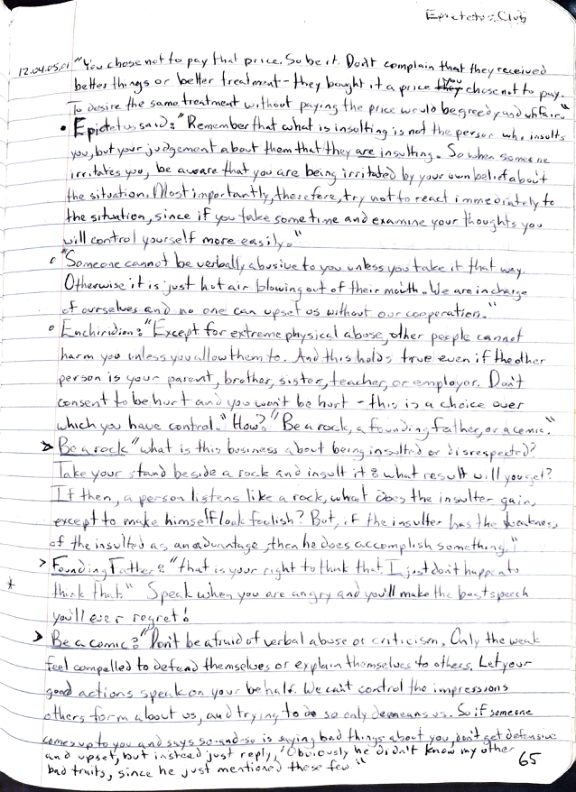 Epictetus Club
12.04.05.01 "You chose not to pay that price. So be it. Don't complain that they received
better things or better treatment - they bought it a price they you chose not to pay.
To desire the same treatment without paying the price would be greedy and unfair."
• Epictetus said: "Remember that what is insulting is not the person who insults
you, but your judgement about them that they are insulting. So when someone
irritates you, be aware that you are being irritated by your own belief about
the situation. Most importantly, therefore, try not to react immediately to
the situation, since if you take some time and examine your thoughts you
will control yourself more easily."
• "Someone cannot be verbally abusive to you unless you take it that way.
Otherwise it is just hot air blowing out of their mouth. We are in charge
of ourselves and no one can upset us without our cooperation."
• Enchiridion: "Except for extreme physical abuse, other people cannot
harm you unless you allow them to. And this holds true even if the other
person is your parent, brother, sister, teacher, or employer. Don't
consent to be hurt and you won't be hurt - this is a choice over
which you have control." How? "Be a rock, a founding father, or a comic."
> Be a rock "what is this business about being insulted or disrespected?
Take your stand beside a rock and insult it & what result will you get?
If then, a person listens like a rock, what does the insulter gain,
except to make himself look foolish? But, if the insulter has the weakness
of the insulted as an advantage, then he does accomplish something."
> Founding Father: "that is your right to think that. I just don't happen to
* think that." Speak when you are angry and you'll make the best speech
you'll ever regret!
> Be a comic: "Don't be afraid of verbal abuse or criticism. Only the weak
feel compelled to defend themselves or explain themselves to others. Let your
good actions speak on your behalf. We can't control the impressions
others form about us, and trying to do so only demeans us. So if someone
comes up to you and says so-and-so is saying bad things about you, don't get defensive
and upset, but instead just reply, "Obviously he didn't know my other
bad traits, since he just mentioned these few"
65